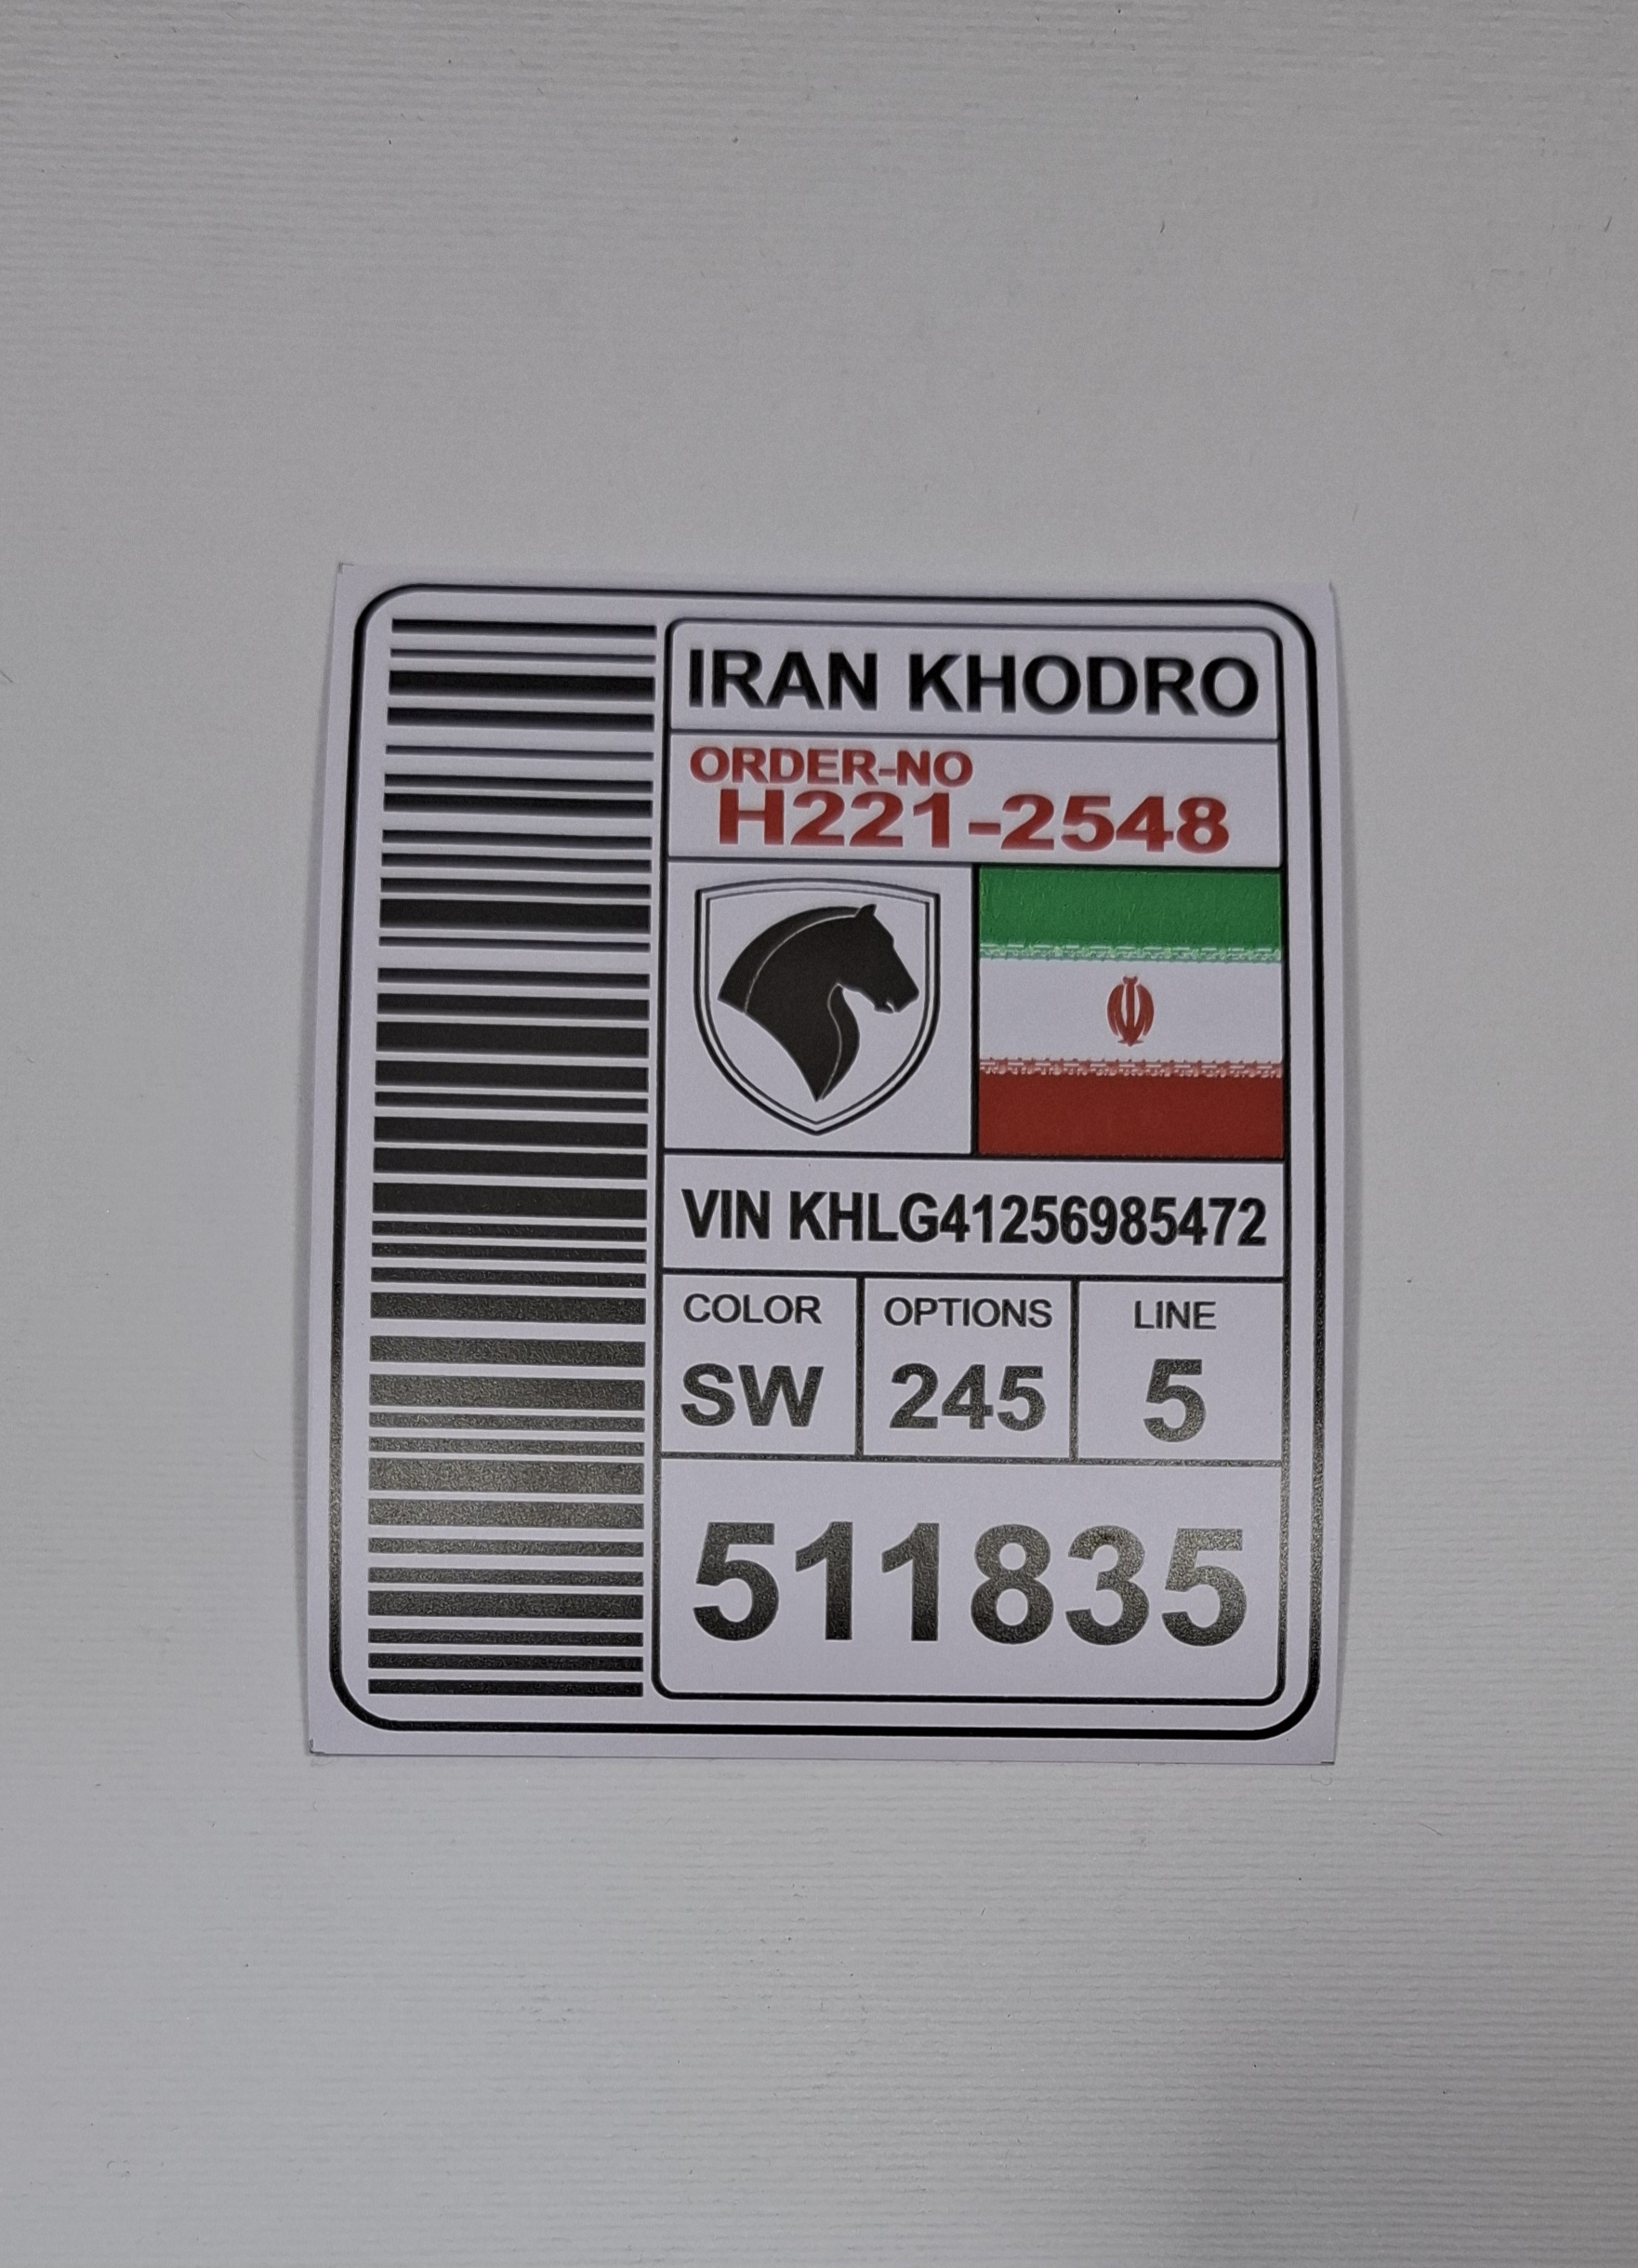 IRAN KHODRO
ORDER-NO
H221-2548
VIN KHLG41256985472
COLOR OPTIONS LINE
SW 245 5
511835